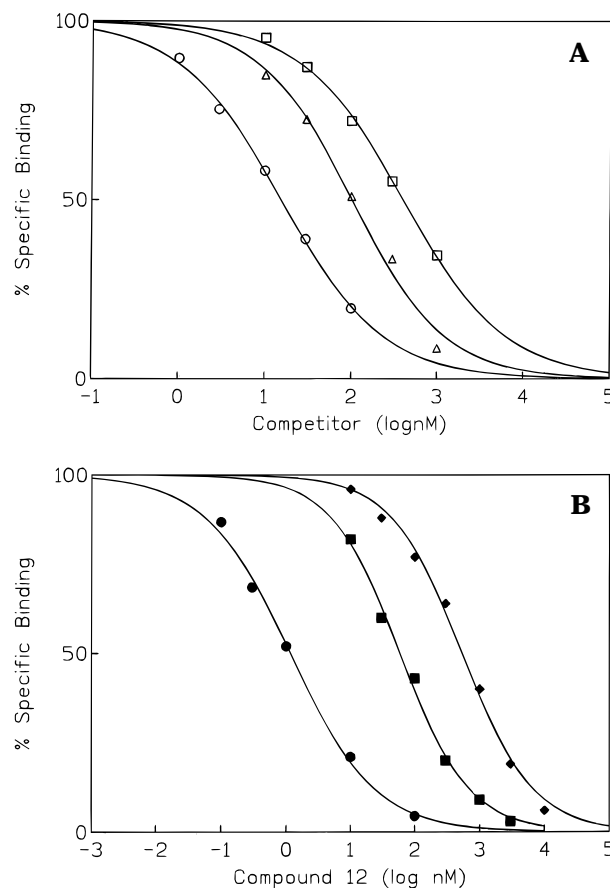 100
A
% Specific Binding
50
0
-1 0 1 2 3 4 5
Competitor (lognM)
100
B
% Specific Binding
50
0
-3 -2 -1 0 1 2 3 4 5
Compound 12 (log nM)